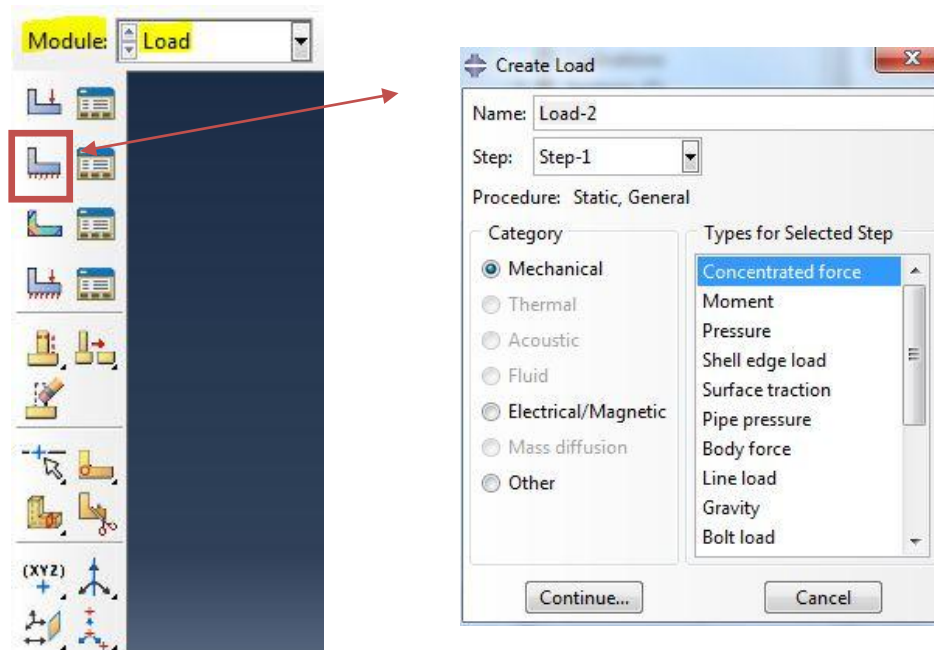 Module: Load
(XYZ)
Create Load
Name: Load-2
Step: Step-1
Procedure: Static, General
Category
Mechanical
Thermal
Acoustic
Fluid
Electrical/Magnetic
Mass diffusion
Other
Types for Selected Step
Concentrated force
Moment
Pressure
Shell edge load
Surface traction
Pipe pressure
Body force
Line load
Gravity
Bolt load
Continue... Cancel